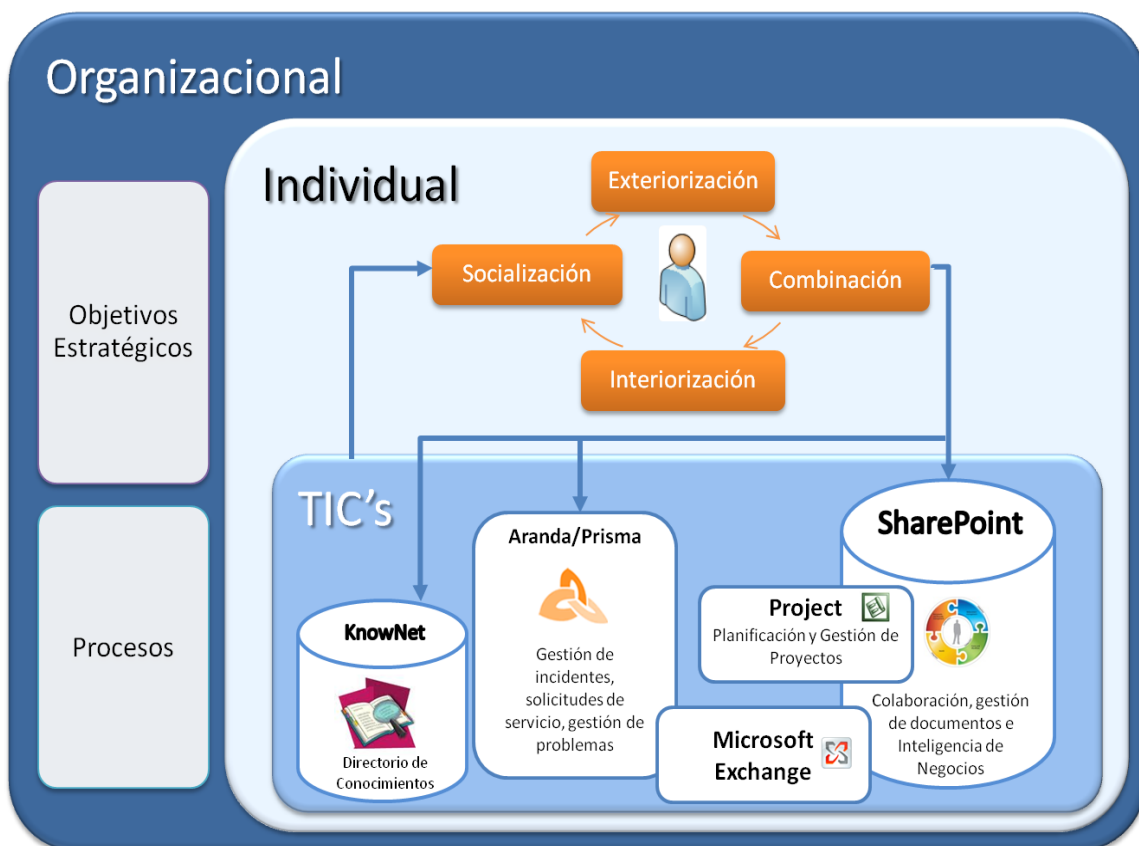 Organizacional
Individual
Exteriorización
Socialización
Combinación
Interiorización
Objetivos
Estratégicos
Procesos
TIC's
KnowNet
Directorio de
Conocimientos
Aranda/Prisma
Gestión de
incidentes,
solicitudes de
servicio, gestión de
problemas
SharePoint
Project
Planificación y Gestión de
Proyectos
Colaboración, gestión
de documentos e
Inteligencia de
Negocios
Microsoft
Exchange